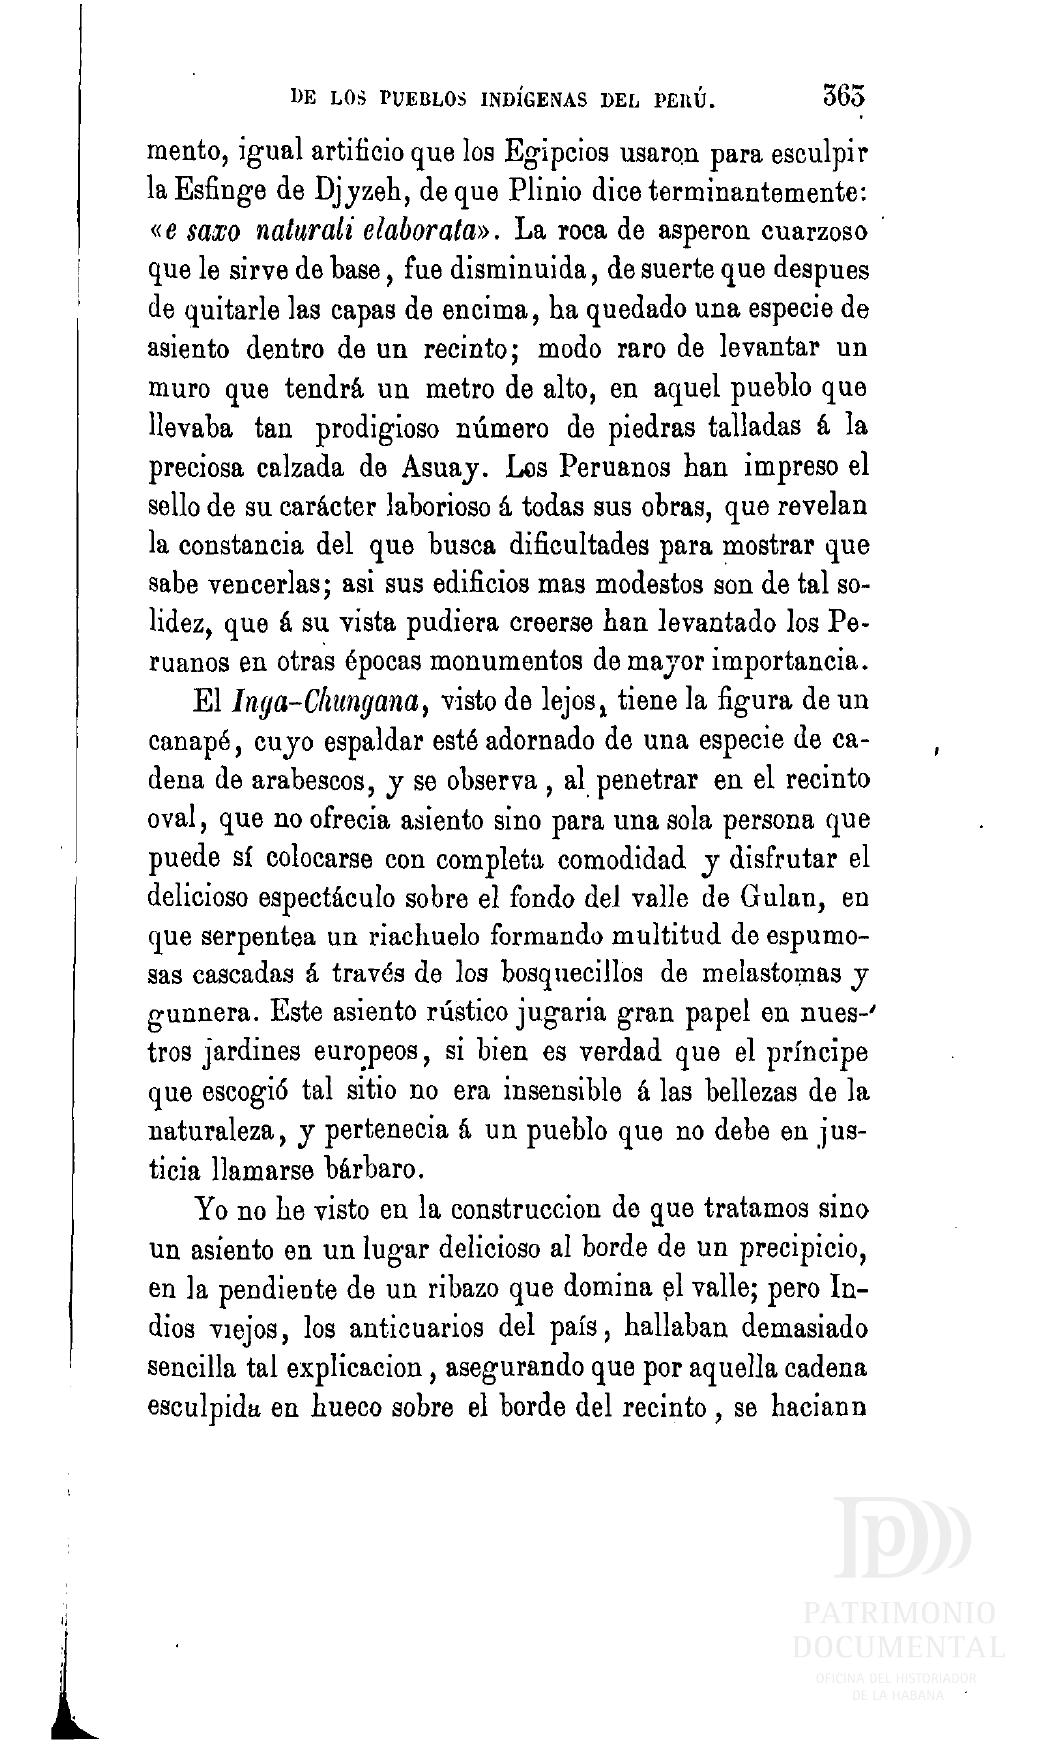 DE LOS PUEBLOS INDÍGENAS DEL PERÚ. 363
mento, igual artificio que los Egipcios usaron para esculpir
la Esfinge de Djyzeh, de que Plinio dice terminantemente:
«e saxo naturali elaborata». La roca de asperon cuarzoso
que le sirve de base, fue disminuida, de suerte que despues
de quitarle las capas de encima, ha quedado una especie de
asiento dentro de un recinto; modo raro de levantar un
muro que tendrá un metro de alto, en aquel pueblo que
llevaba tan prodigioso número de piedras talladas á la
preciosa calzada de Asuay. Los Peruanos han impreso el
sello de su carácter laborioso á todas sus obras, que revelan
la constancia del que busca dificultades para mostrar que
sabe vencerlas; asi sus edificios mas modestos son de tal so-
lidez, que á su vista pudiera creerse han levantado los Pe-
ruanos en otras épocas monumentos de mayor importancia.
El Inga-Chungana, visto de lejos, tiene la figura de un
canapé, cuyo espaldar esté adornado de una especie de ca-
dena de arabescos, y se observa, al penetrar en el recinto
oval, que no ofrecia asiento sino para una sola persona que
puede sí colocarse con completa comodidad y disfrutar el
delicioso espectáculo sobre el fondo del valle de Gulan, en
que serpentea un riachuelo formando multitud de espumo-
sas cascadas á través de los bosquecillos de melastomas y
gunnera. Este asiento rústico jugaria gran papel en nues-
tros jardines europeos, si bien es verdad que el príncipe
que escogió tal sitio no era insensible á las bellezas de la
naturaleza, y pertenecia á un pueblo que no debe en jus-
ticia llamarse bárbaro.
Yo no he visto en la construccion de que tratamos sino
un asiento en un lugar delicioso al borde de un precipicio,
en la pendiente de un ribazo que domina el valle; pero In-
dios viejos, los anticuarios del país, hallaban demasiado
sencilla tal explicacion, asegurando que por aquella cadena
esculpida en hueco sobre el borde del recinto, se haciann
PATRIMONIO
DOCUMENTAL
OFICINA DEL HISTORIADOR
DE LA HABANA